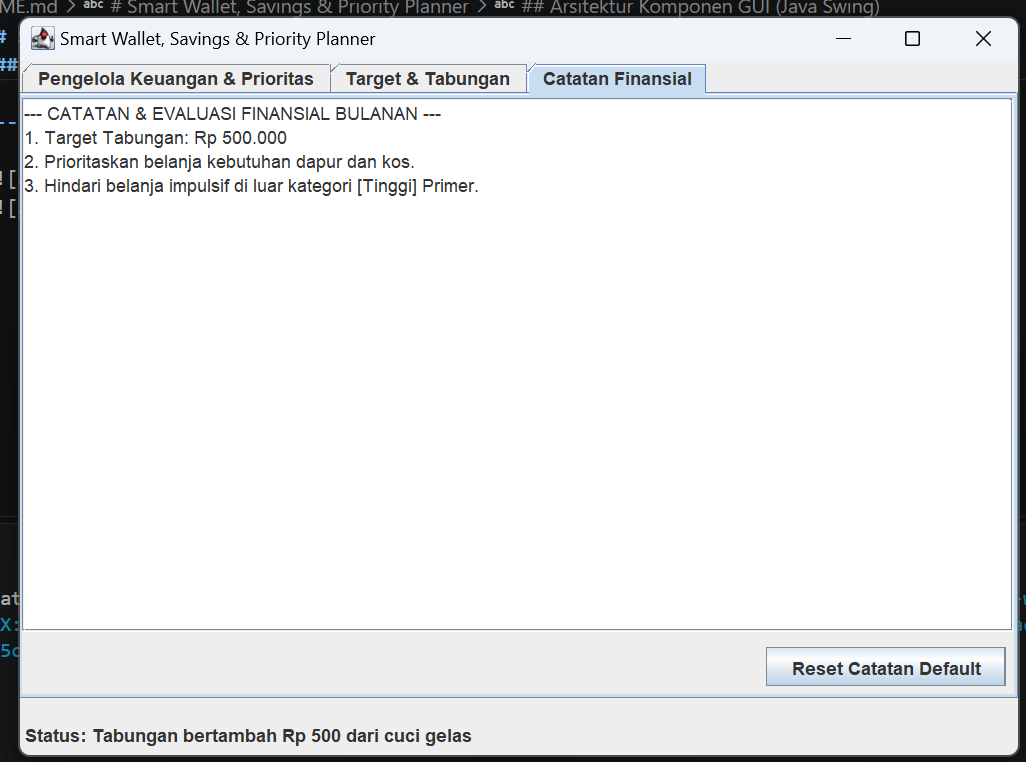 ME.md > abc # Smart Wallet, Savings & Priority Planner > abc ## Arsitektur Komponen GUI (Java Swing)
Smart Wallet, Savings & Priority Planner
Pengelola Keuangan & Prioritas
Target & Tabungan
Catatan Finansial
--- CATATAN & EVALUASI FINANSIAL BULANAN ---
1. Target Tabungan: Rp 500.000
2. Prioritaskan belanja kebutuhan dapur dan kos.
3. Hindari belanja impulsif di luar kategori [Tinggi] Primer.
Reset Catatan Default
Status: Tabungan bertambah Rp 500 dari cuci gelas